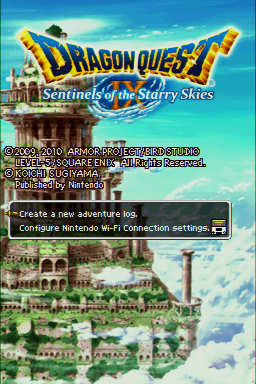 DRAGON QUEST
IX
Sentinels of the Starry Skies
© 2009, 2010 ARMOR PROJECT/BIRD STUDIO
LEVEL-5/SQUARE ENIX All Rights Reserved.
© KOICHI SUGIYAMA
Published by Nintendo
Create a new adventure log.
Configure Nintendo Wi-Fi Connection settings.